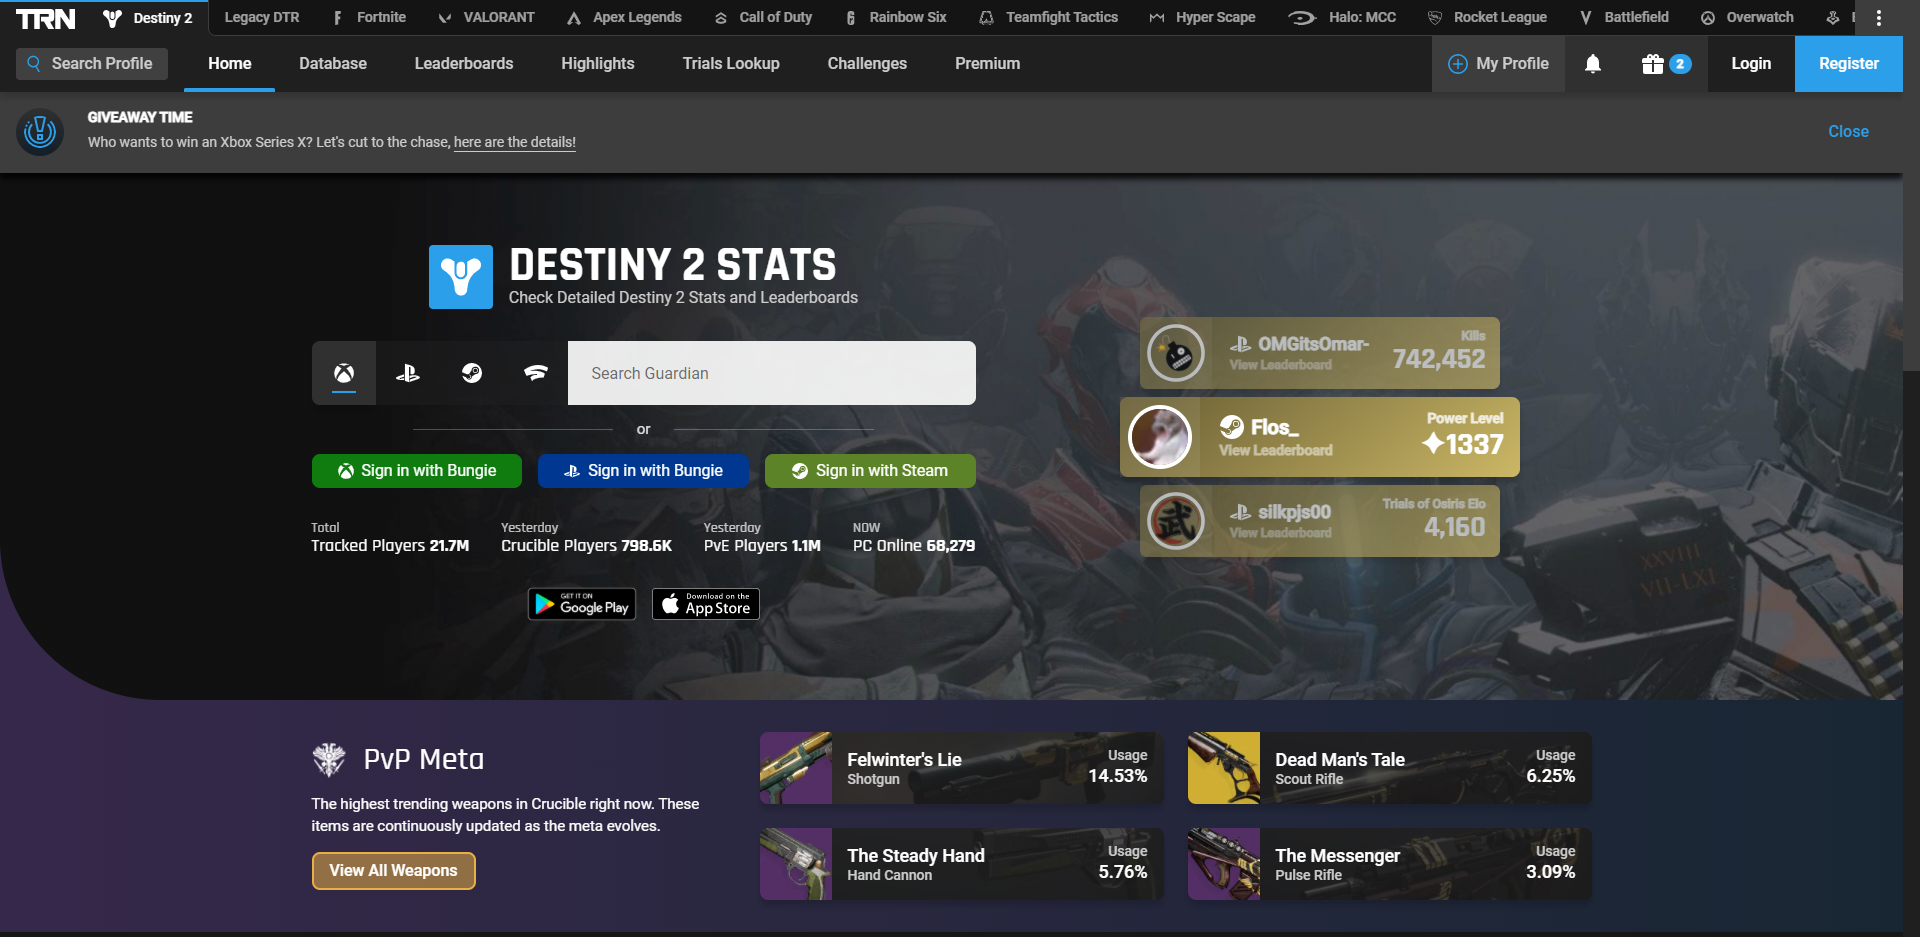 TRN Destiny 2 Legacy DTR Fortnite VALORANT Apex Legends Call of Duty Rainbow Six Teamfight Tactics Hyper Scape Halo: MCC Rocket League Battlefield Overwatch
Search Profile Home Database Leaderboards Highlights Trials Lookup Challenges Premium My Profile 2 Login Register
GIVEAWAY TIME
Who wants to win an Xbox Series X? Let's cut to the chase, here are the details!
Close
DESTINY 2 STATS
Check Detailed Destiny 2 Stats and Leaderboards
Search Guardian
or
Sign in with Bungie Sign in with Bungie Sign in with Steam
Total Yesterday Yesterday NOW
Tracked Players 21.7M Crucible Players 798.6K PvE Players 1.1M PC Online 68,279
GET IT ON
Google Play
Download on the
App Store
OMGitsOmar- Kills
View Leaderboard 742,452
Flos_ Power Level
View Leaderboard 1337
武
silkpjs00 Trials of Osiris Elo
View Leaderboard 4,160
XXVIII
VII-LXI
PvP Meta
The highest trending weapons in Crucible right now. These
items are continuously updated as the meta evolves.
View All Weapons
Felwinter's Lie Usage
Shotgun 14.53%
Dead Man's Tale Usage
Scout Rifle 6.25%
The Steady Hand Usage
Hand Cannon 5.76%
The Messenger Usage
Pulse Rifle 3.09%